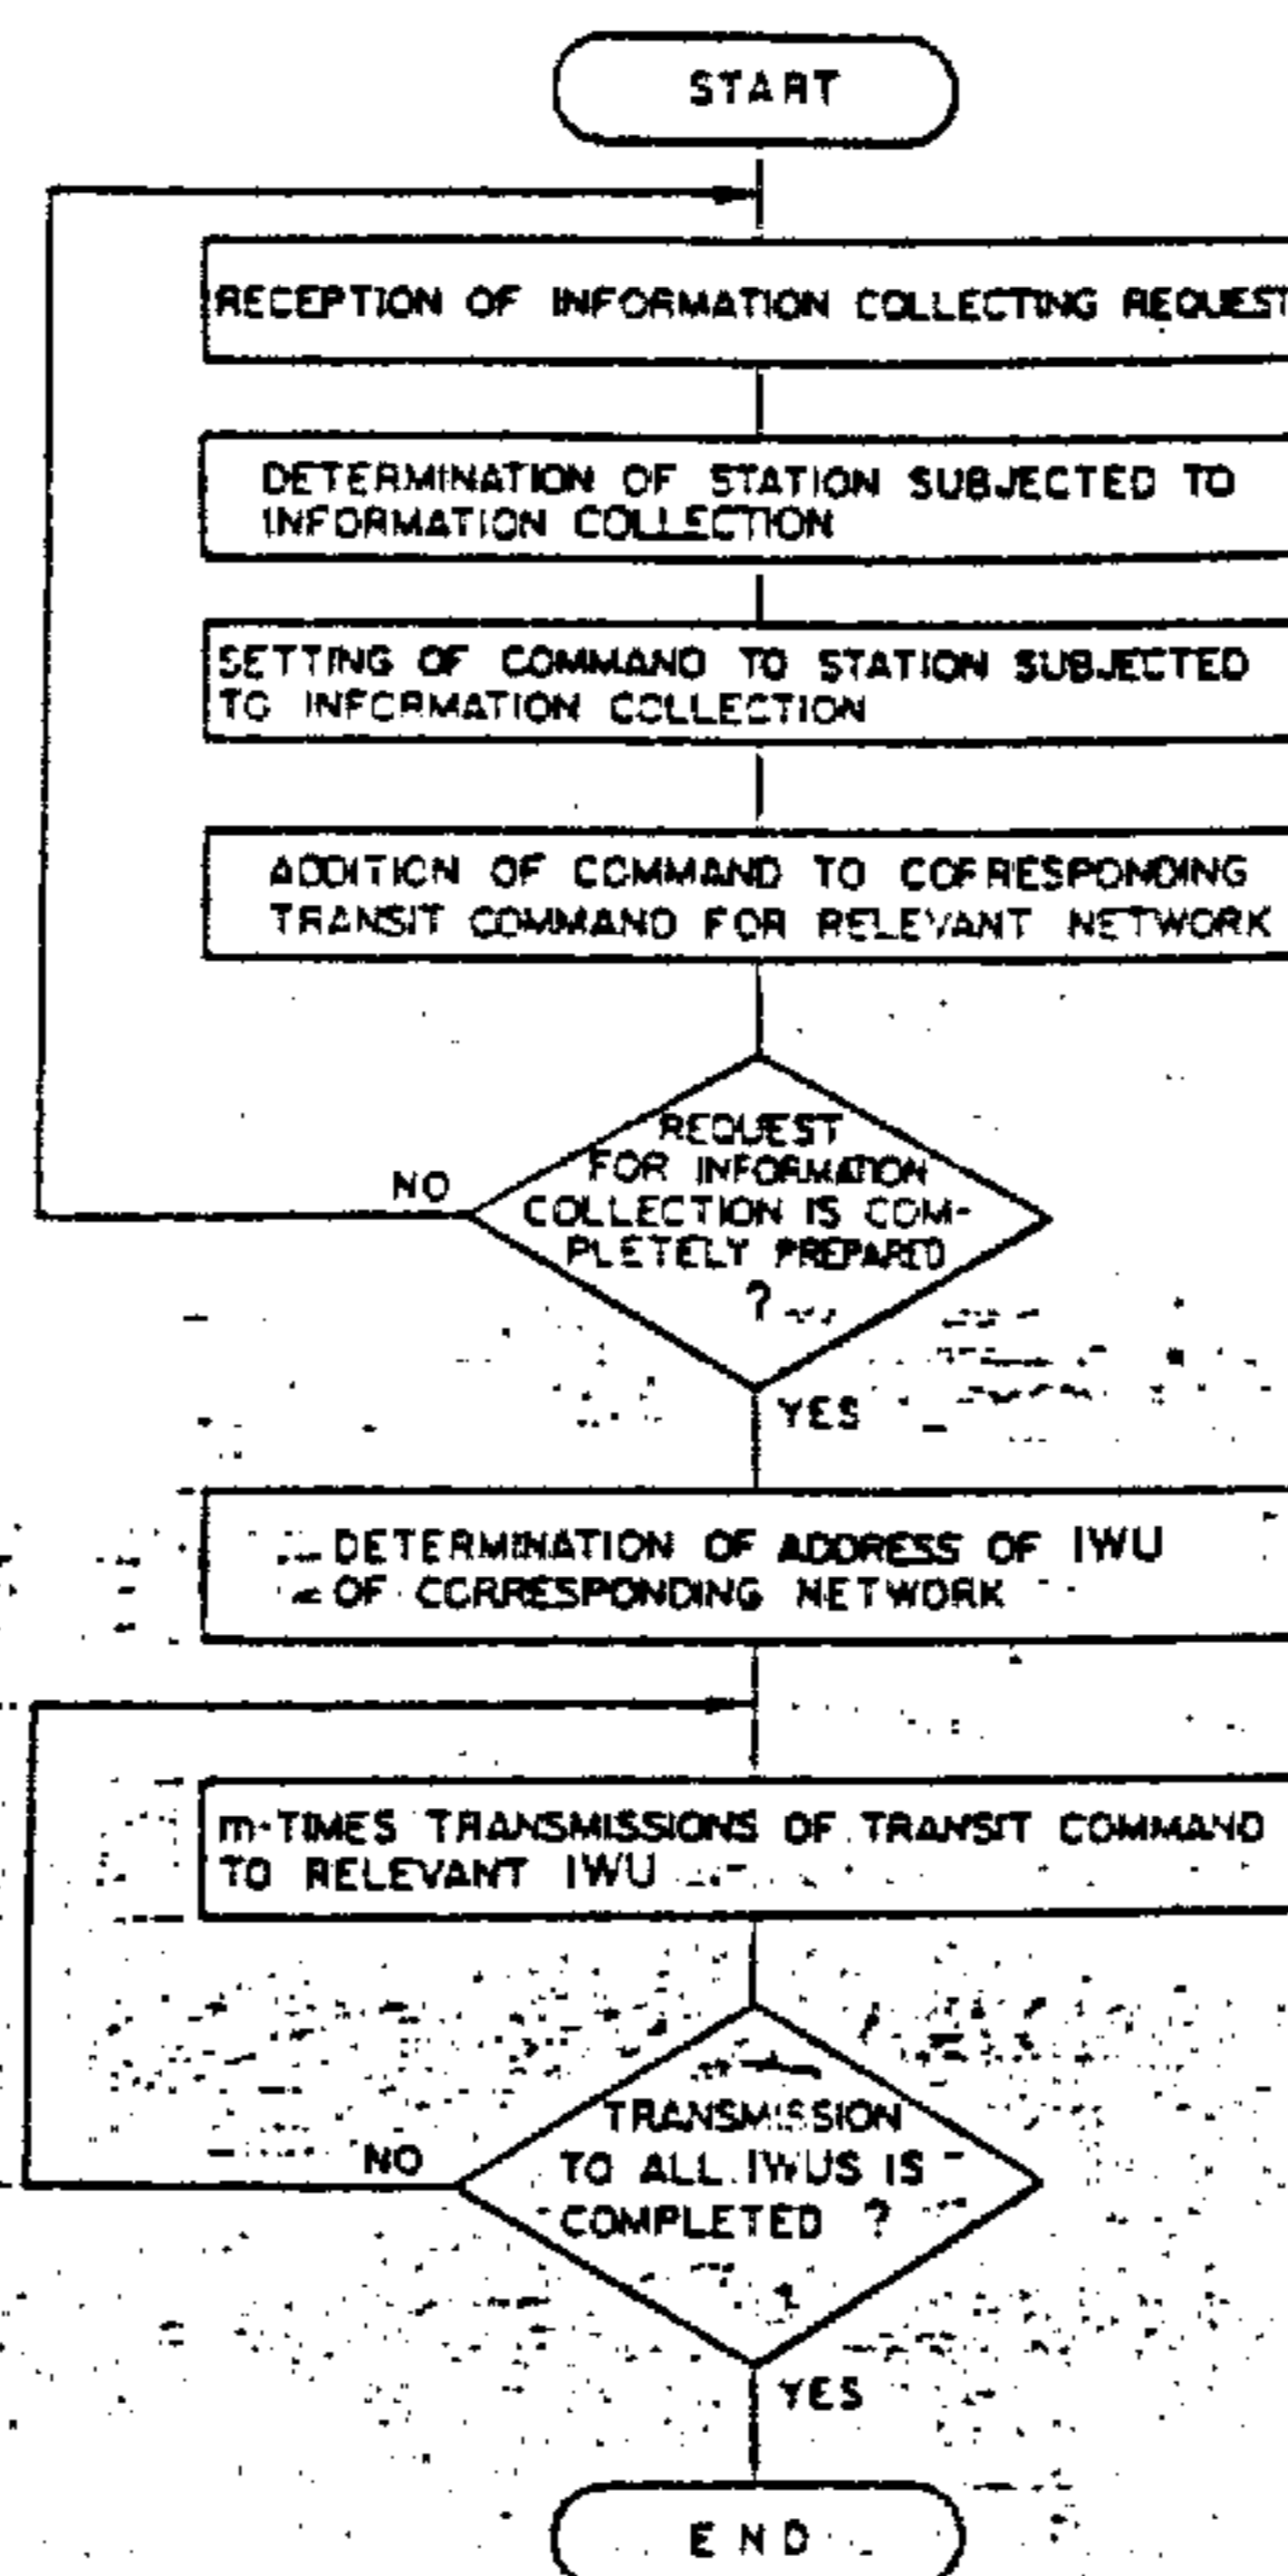 START
RECEPTION OF INFORMATION COLLECTING REQUEST
DETERMINATION OF STATION SUBJECTED TO
INFORMATION COLLECTION
SETTING OF COMMAND TO STATION SUBJECTED
TO INFORMATION COLLECTION
ADDITION OF COMMAND TO CORRESPONDING
TRANSIT COMMAND FOR RELEVANT NETWORK
REQUEST
FOR INFORMATION
COLLECTION IS COM-
PLETELY PREPARED
?
NO
YES
DETERMINATION OF ADDRESS OF IWU
OF CORRESPONDING NETWORK
m-TIMES TRANSMISSIONS OF TRANSIT COMMAND
TO RELEVANT IWU
TRANSMISSION
TO ALL IWUS IS
COMPLETED ?
NO
YES
END